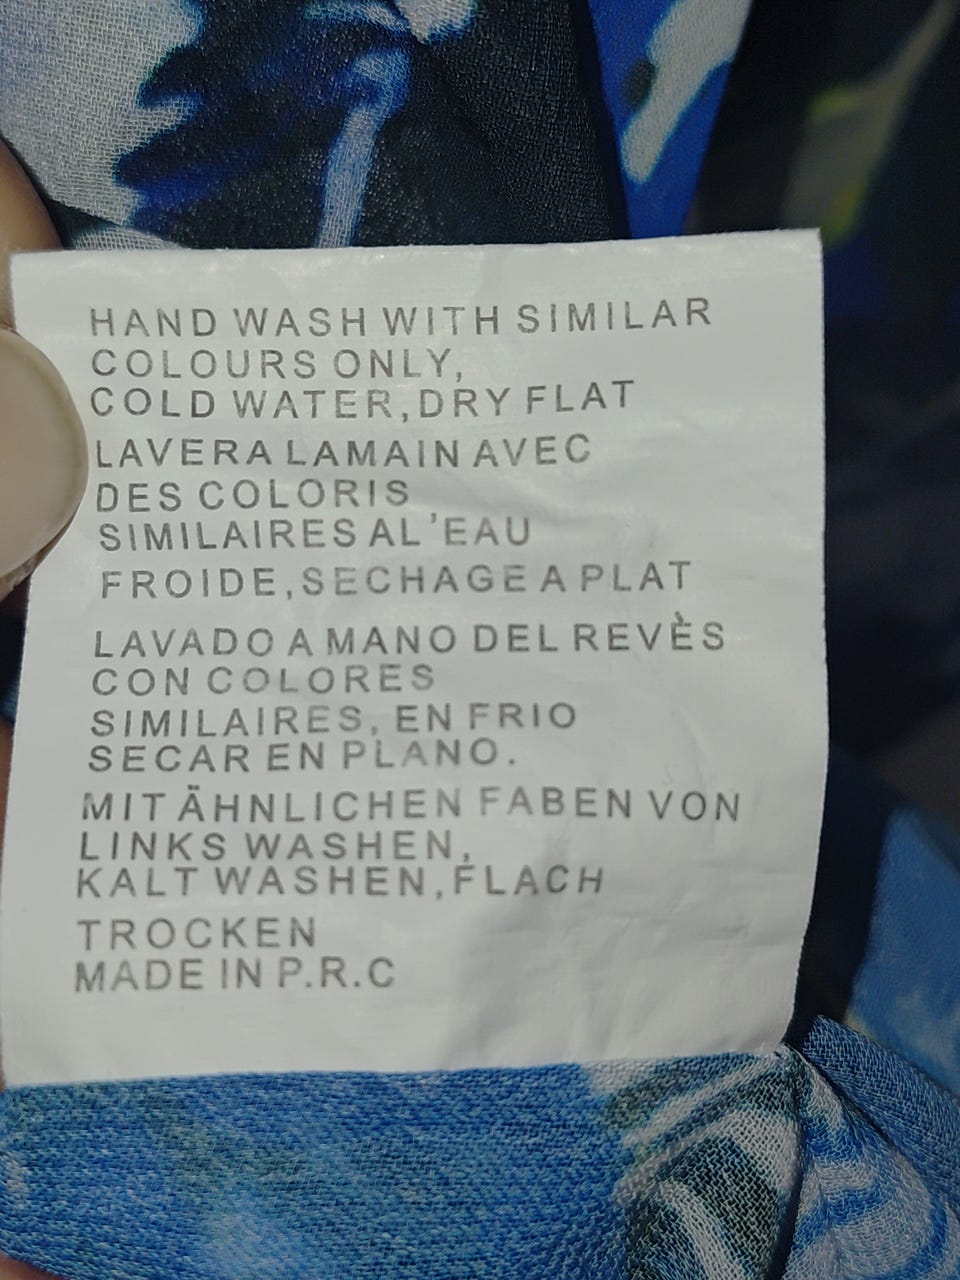 HAND WASH WITH SIMILAR
COLOURS ONLY,
COLD WATER,DRY FLAT
LAVERA LAMAIN AVEC
DES COLORIS
SIMILAIRES AL'EAU
FROIDE,SECHAGE A PLAT
LAVADO A MANO DEL REVÈS
CON COLORES
SIMILAIRES, EN FRIO
SECAR EN PLANO.
MIT ÄHNLICHEN FABEN VON
LINKS WASHEN,
KALT WASHEN,FLACH
TROCKEN
MADE IN P.R.C